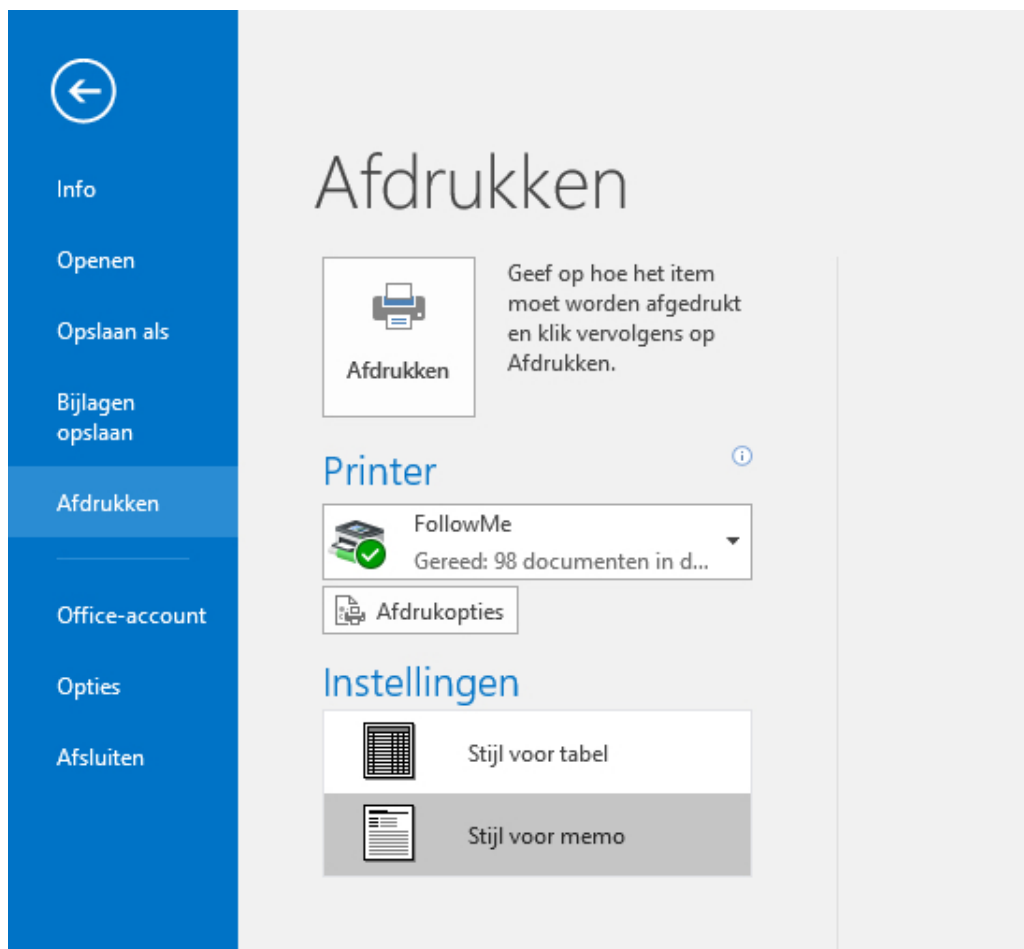 Info
Openen
Opslaan als
Bijlagen
opslaan
Afdrukken
Office-account
Opties
Afsluiten
Afdrukken
Afdrukken
Geef op hoe het item
moet worden afgedrukt
en klik vervolgens op
Afdrukken.
Printer
FollowMe
Gereed: 98 documenten in d...
Afdrukopties
Instellingen
Stijl voor tabel
Stijl voor memo